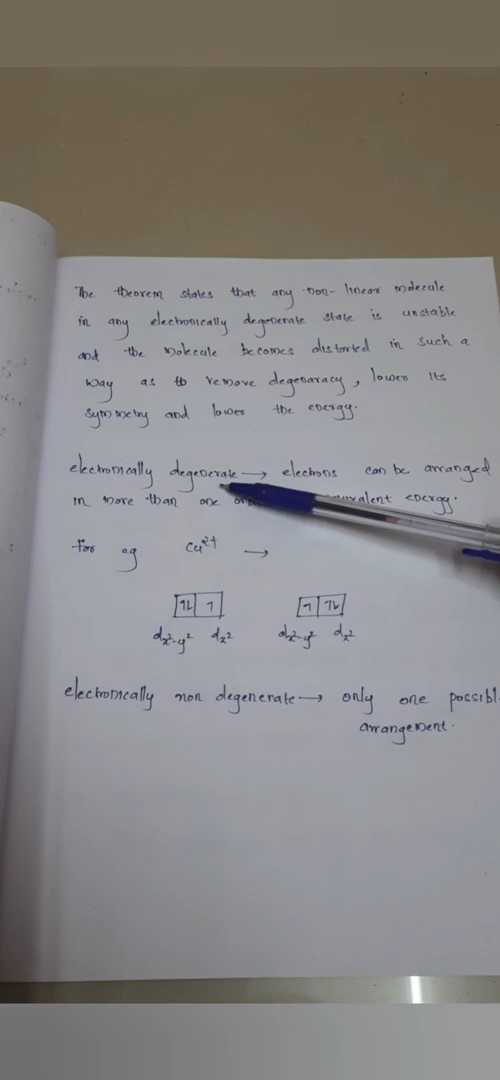 The theorem states that any non-linear molecule
in any electronically degenerate state is unstable
and the molecule becomes distorted in such a
way as to remove degenaracy, lower its
symmetry and lower the energy.
electronically degenerate → electrons can be arranged
in more than one energy.
for eg Cu²⁺ →
1L 1 1 1L
dx²-y² dz² dx²-y² dz²
electronically non degenerate → only one possibl
arrangement.